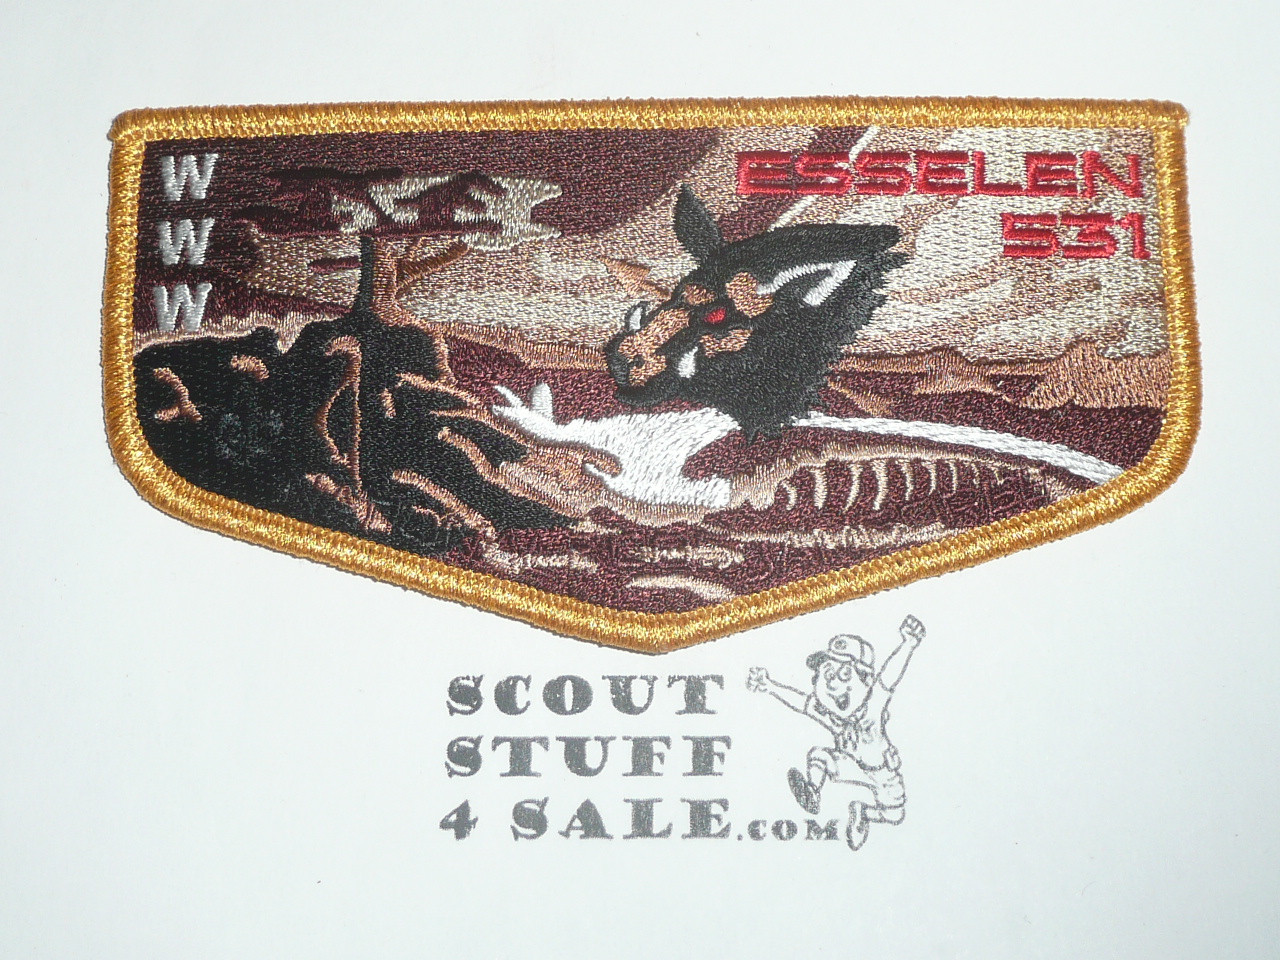 W
W
W
ESSELEN
531
SCOUT
STUFF
4 SALE.COM